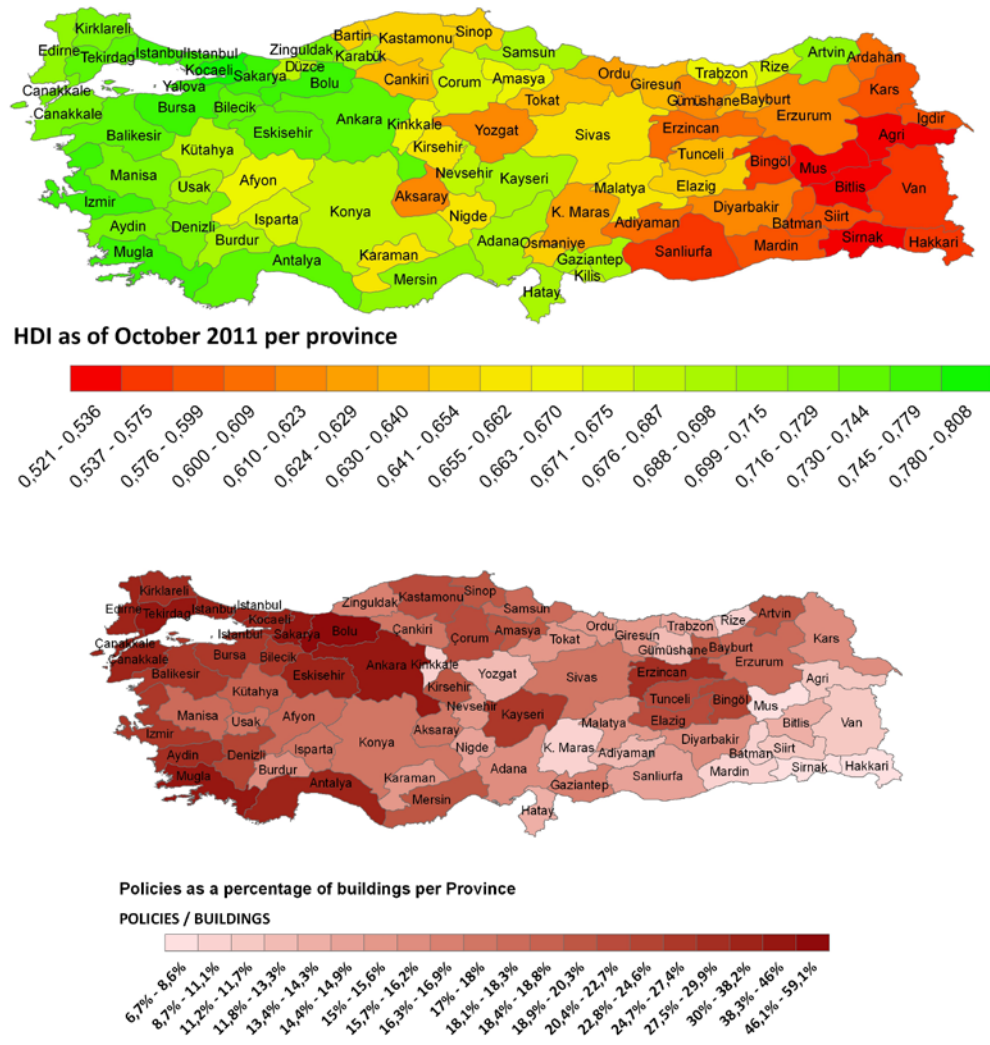 Kirklareli
Edirne
Tekirdag
IstanbulIstanbul
Kocaeli
Sakarya
Yalova
Canakkale
Canakkale
Bursa
Bilecik
Balikesir
Zinguldak
Düzce
Bolu
Bartin
Karabük
Kastamonu
Sinop
Cankiri
Samsun
Corum
Amasya
Ordu
Giresun
Tokat
Trabzon
Rize
Artvin
Ardahan
Kars
Gümüshane
Bayburt
Erzurum
Igdir
Agri
Ankara
Eskisehir
Kütahya
Kinkkale
Kirsehir
Yozgat
Sivas
Erzincan
Tunceli
Bingöl
Mus
Bitlis
Van
Manisa
Usak
Afyon
Izmir
Aydin
Denizli
Isparta
Burdur
Mugla
Antalya
Konya
Aksaray
Nevsehir
Kayseri
Nigde
Karaman
Mersin
Adana
Osmaniye
Gaziantep
Kilis
Hatay
K. Maras
Malatya
Elazig
Adiyaman
Diyarbakir
Sanliurfa
Batman
Siirt
Mardin
Sirnak
Hakkari
HDI as of October 2011 per province
0,521 - 0,536
0,537 - 0,575
0,576 - 0,599
0,600 - 0,609
0,610 - 0,623
0,624 - 0,629
0,630 - 0,640
0,641 - 0,654
0,655 - 0,662
0,663 - 0,670
0,671 - 0,675
0,676 - 0,687
0,688 - 0,698
0,699 - 0,715
0,716 - 0,729
0,730 - 0,744
0,745 - 0,779
0,780 - 0,808
Kirklareli
Edirne
Tekirdag
Istanbul
Istanbul
Kocaeli
Istanbul
Sakarya
Bolu
Çanakkale
Çanakkale
Bursa
Bilecik
Balikesir
Zinguldak
Kastamonu
Sinop
Çankiri
Samsun
Çorum
Amasya
Tokat
Ordu
Giresun
Trabzon
Rize
Artvin
Gümüshane
Bayburt
Kars
Erzurum
Erzincan
Agri
Ankara
Kirikkale
Eskisehir
Kirsehir
Yozgat
Sivas
Kütahya
Manisa
Usak
Afyon
Izmir
Aydin
Denizli
Isparta
Burdur
Mugla
Antalya
Konya
Aksaray
Nevsehir
Kayseri
Nigde
Karaman
Mersin
Adana
Gaziantep
Hatay
K. Maras
Malatya
Adiyaman
Tunceli
Elazig
Bingöl
Mus
Bitlis
Van
Diyarbakir
Batman
Siirt
Sanliurfa
Mardin
Sirnak
Hakkari
Policies as a percentage of buildings per Province
POLICIES / BUILDINGS
6,7% - 8,6%
8,7% - 11,1%
11,2% - 11,7%
11,8% - 13,3%
13,4% - 14,3%
14,4% - 14,9%
15% - 15,6%
15,7% - 16,2%
16,3% - 16,9%
17% - 18%
18,1% - 18,3%
18,4% - 18,8%
18,9% - 20,3%
20,4% - 22,7%
22,8% - 24,6%
24,7% - 27,4%
27,5% - 29,9%
30% - 38,2%
38,3% - 46%
46,1% - 59,1%